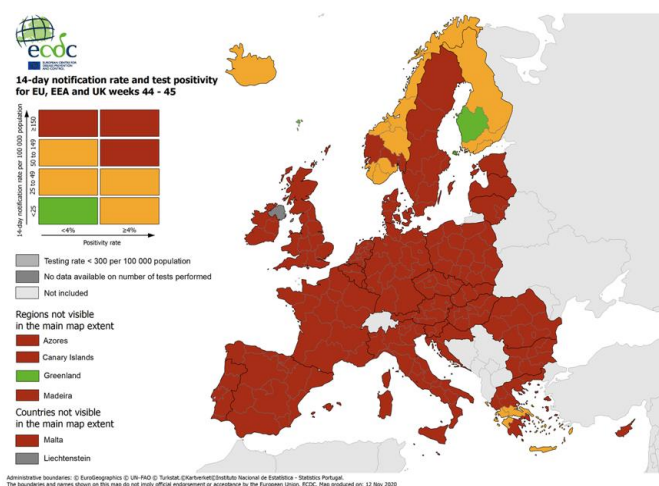 ecdc
EUROPEAN CENTRE FOR
DISEASE PREVENTION
AND CONTROL
14-day notification rate and test positivity
for EU, EEA and UK weeks 44 - 45
14-day notification rate per 100 000 population
≥150
50 to 149
25 to 49
<25
<4%
≥4%
Positivity rate
Testing rate < 300 per 100 000 population
No data available on number of tests performed
Not included
Regions not visible
in the main map extent
Azores
Canary Islands
Greenland
Madeira
Countries not visible
in the main map extent
Malta
Liechtenstein
Administrative boundaries: © EuroGeographics © UN–FAO © Turkstat.©Kartverket©Instituto Nacional de Estatística - Statistics Portugal.
The boundaries and names shown on this map do not imply official endorsement or acceptance by the European Union. ECDC. Map produced on: 12 Nov 2020